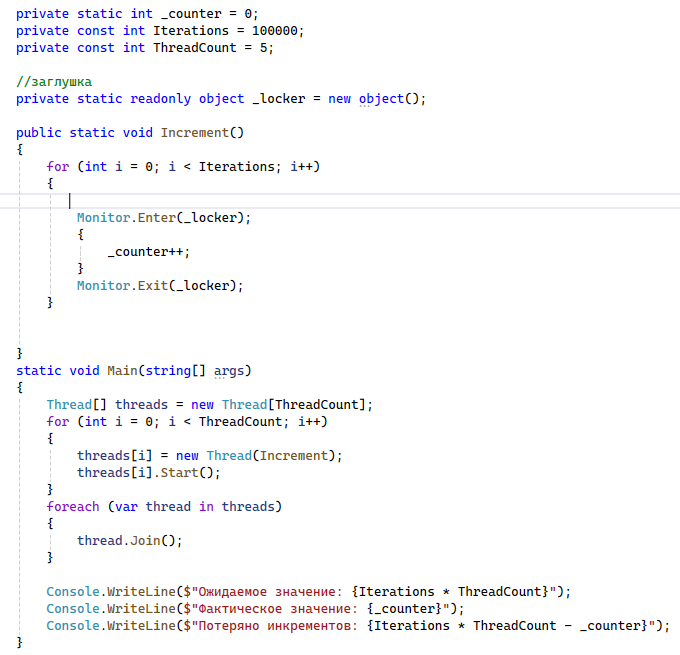 private static int _counter = 0;
private const int Iterations = 100000;
private const int ThreadCount = 5;
//заглушка
private static readonly object _locker = new object();
public static void Increment()
{
for (int i = 0; i < Iterations; i++)
{
Monitor.Enter(_locker);
{
_counter++;
}
Monitor.Exit(_locker);
}
}
static void Main(string[] args)
{
Thread[] threads = new Thread[ThreadCount];
for (int i = 0; i < ThreadCount; i++)
{
threads[i] = new Thread(Increment);
threads[i].Start();
}
foreach (var thread in threads)
{
thread.Join();
}
Console.WriteLine($"Ожидаемое значение: {Iterations * ThreadCount}");
Console.WriteLine($"Фактическое значение: {_counter}");
Console.WriteLine($"Потеряно инкрементов: {Iterations * ThreadCount - _counter}");
}